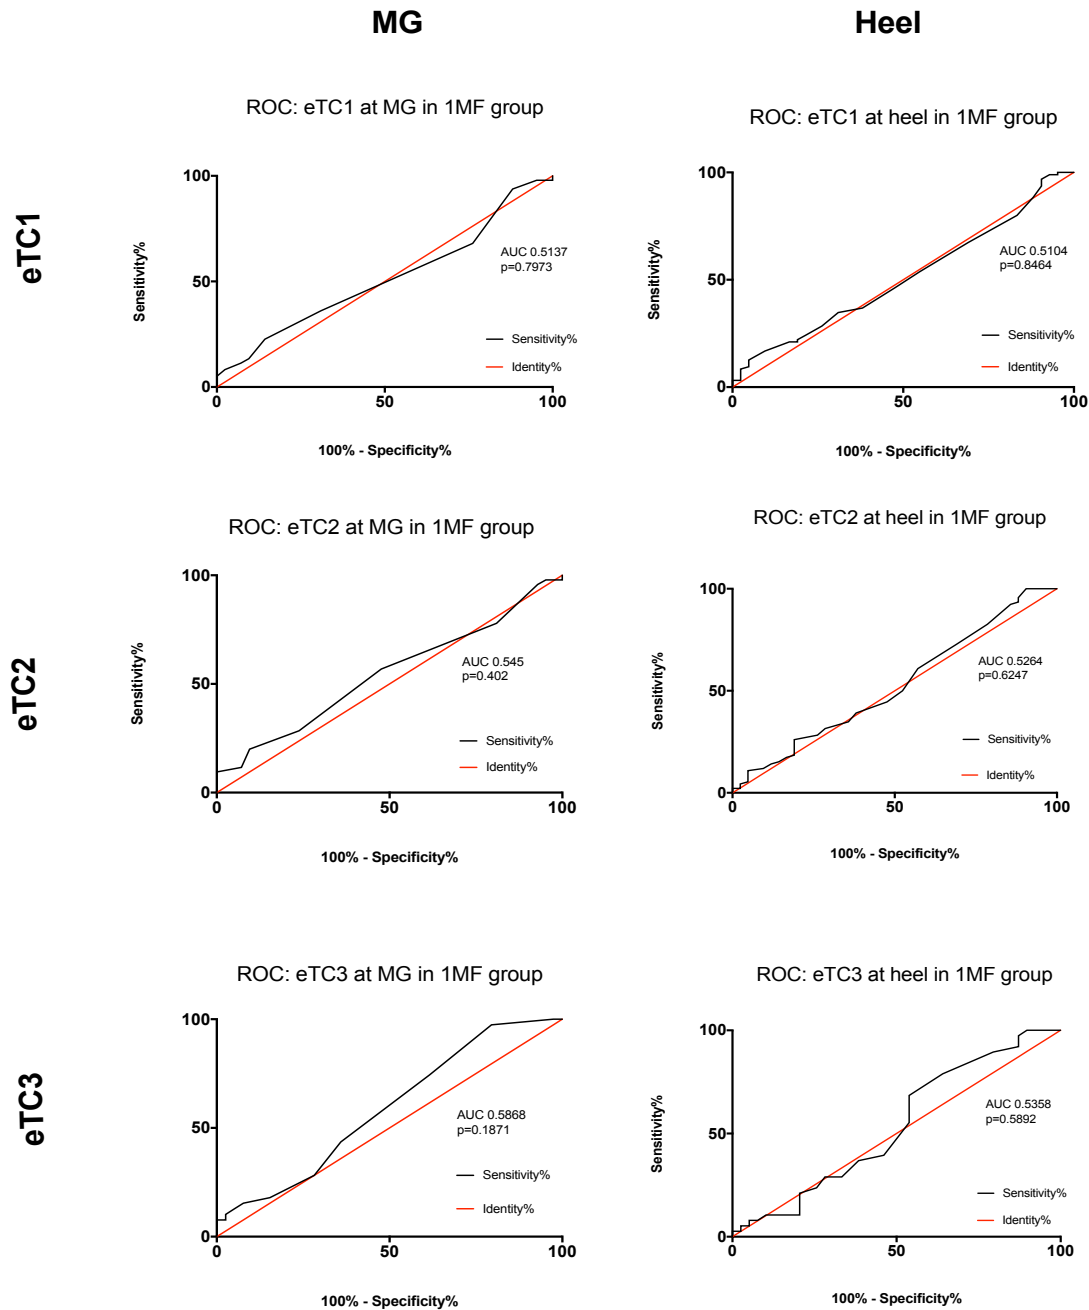 MG
Heel
eTC1
ROC: eTC1 at MG in 1MF group
100
50
0
Sensitivity%
AUC 0.5137
p=0.7973
Sensitivity%
Identity%
0
50
100
100% - Specificity%
ROC: eTC1 at heel in 1MF group
100
50
0
Sensitivity%
AUC 0.5104
p=0.8464
Sensitivity%
Identity%
0
50
100
100% - Specificity%
eTC2
ROC: eTC2 at MG in 1MF group
100
50
0
Sensitivity%
AUC 0.545
p=0.402
Sensitivity%
Identity%
0
50
100
100% - Specificity%
ROC: eTC2 at heel in 1MF group
100
50
0
Sensitivity%
AUC 0.5264
p=0.6247
Sensitivity%
Identity%
0
50
100
100% - Specificity%
eTC3
ROC: eTC3 at MG in 1MF group
100
50
0
Sensitivity%
AUC 0.5868
p=0.1871
Sensitivity%
Identity%
0
50
100
100% - Specificity%
ROC: eTC3 at heel in 1MF group
100
50
0
Sensitivity%
AUC 0.5358
p=0.5892
Sensitivity%
Identity%
0
50
100
100% - Specificity%